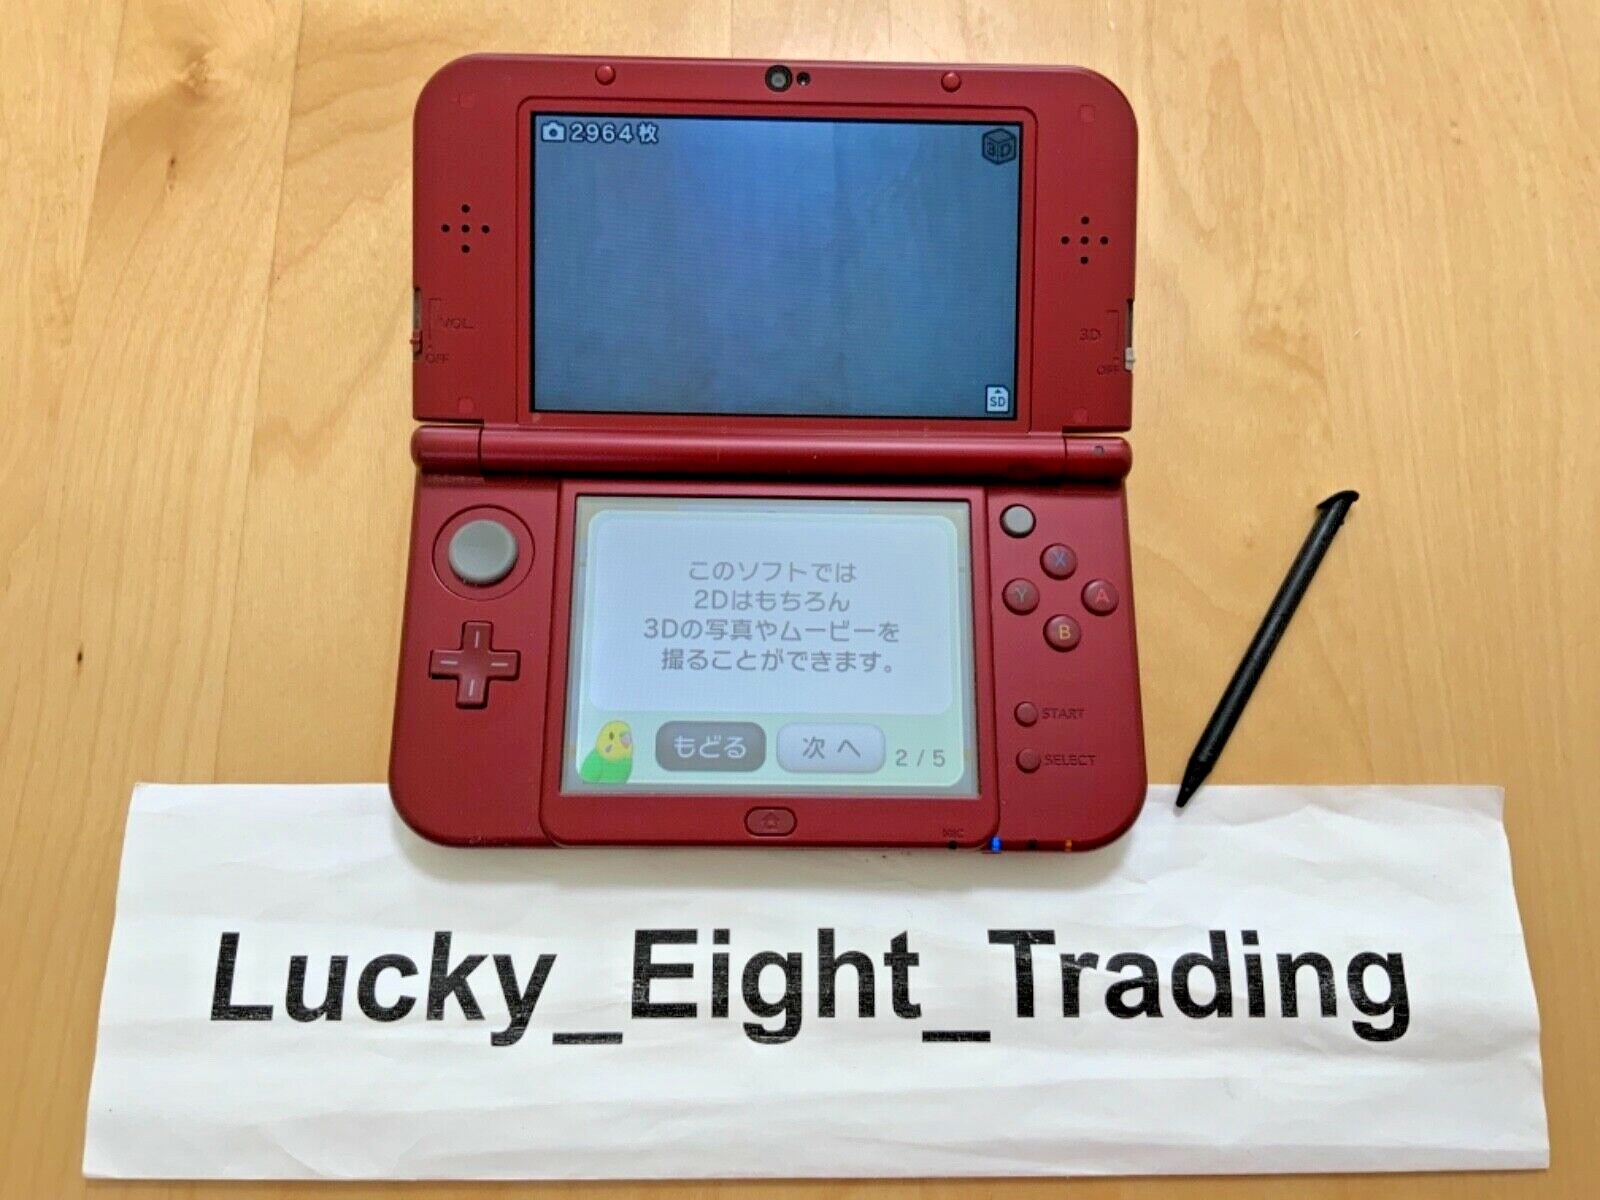 2964枚
3D
VOL
OFF
3D
OFF
SD
このソフトでは
2Dはもちろん
3Dの写真やムービーを
撮ることができます。
もどる 次へ 2 / 5
X
Y A
B
START
SELECT
MIC
Lucky_Eight_Trading